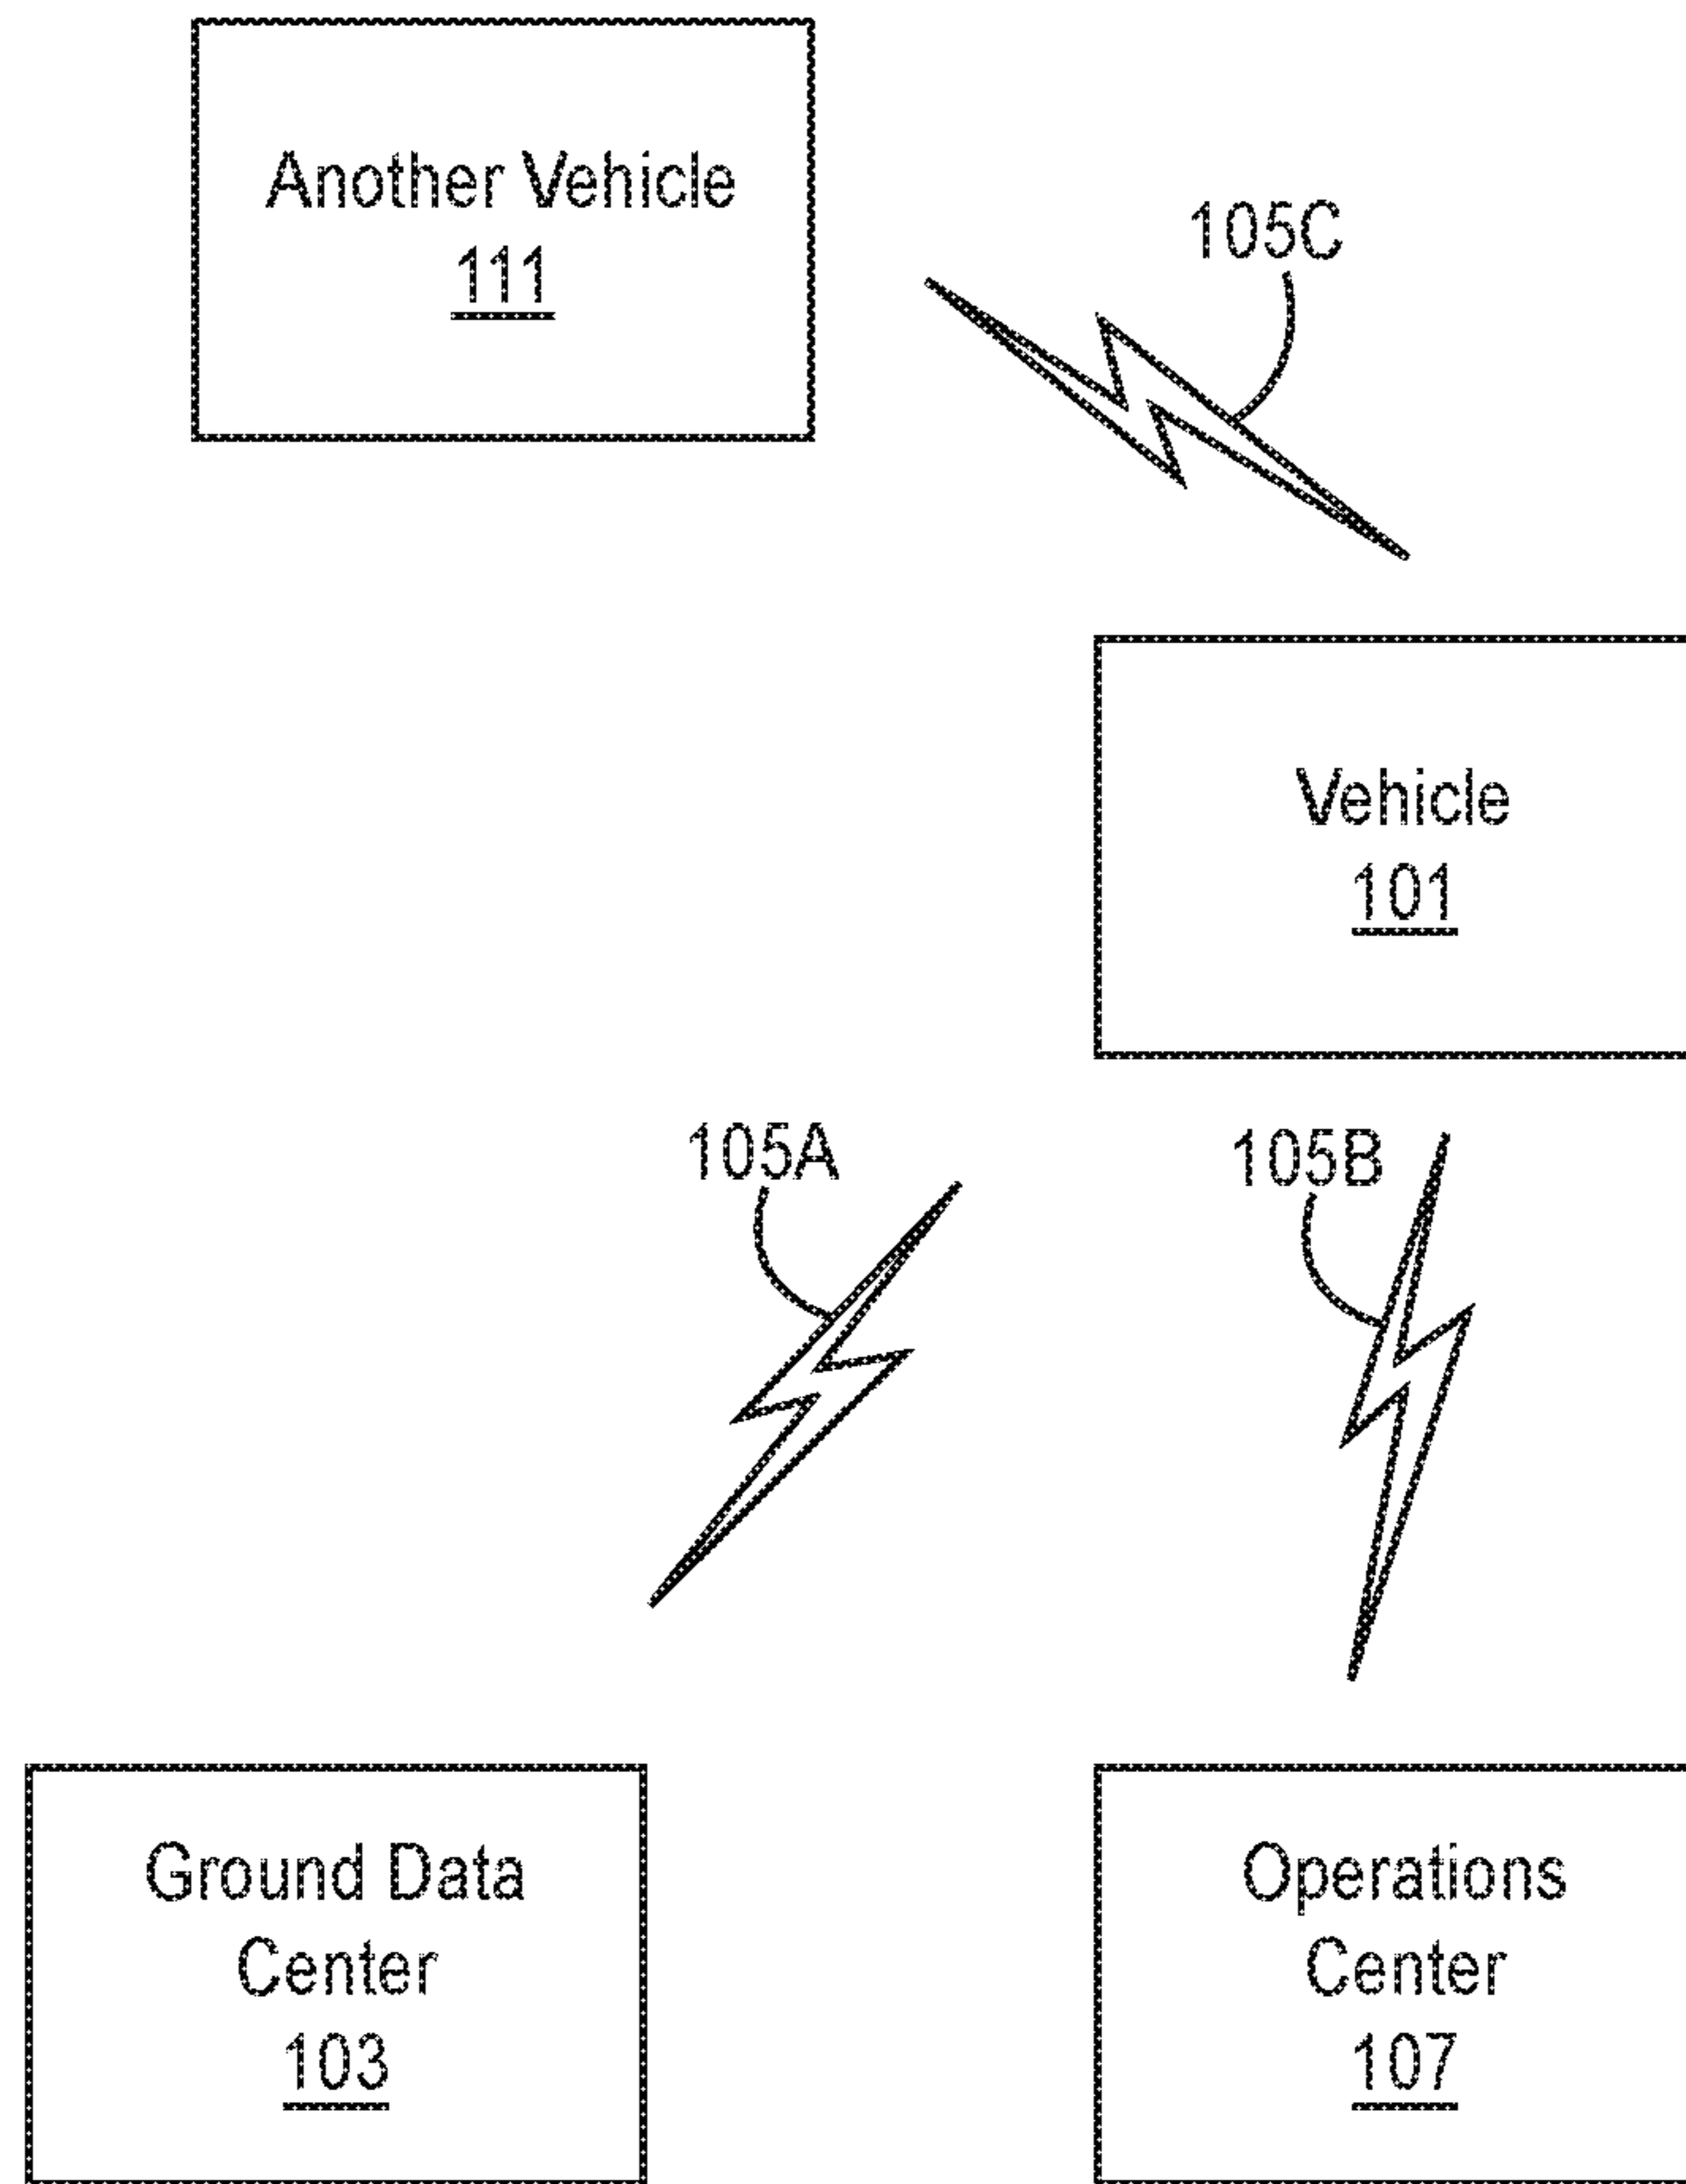 Another Vehicle
111
105C
Vehicle
101
105A
105B
Ground Data
Center
103
Operations
Center
107